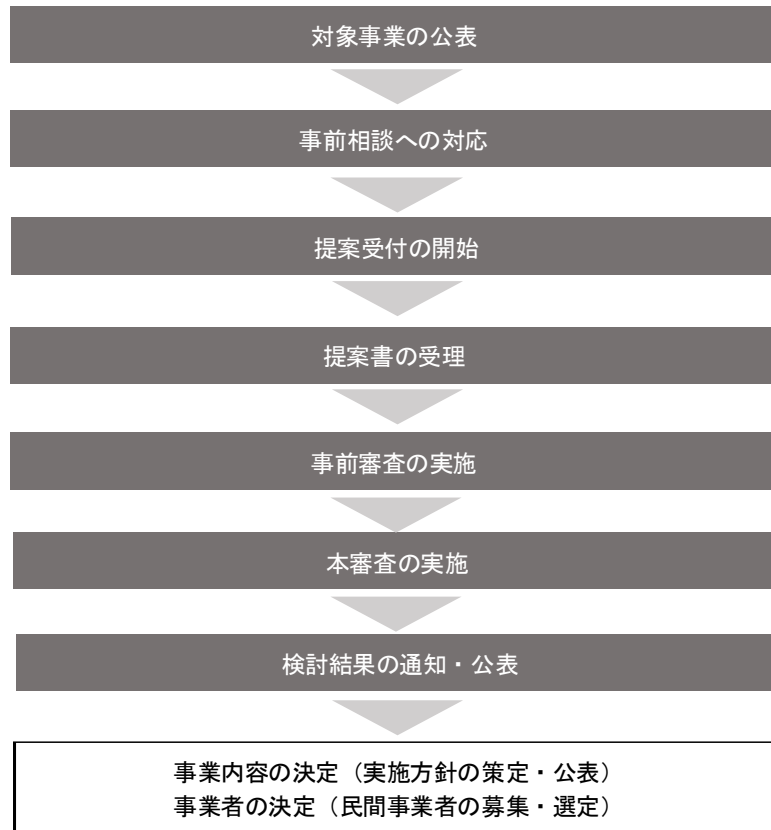 対象事業の公表
事前相談への対応
提案受付の開始
提案書の受理
事前審査の実施
本審査の実施
検討結果の通知・公表
事業内容の決定（実施方針の策定・公表）
事業者の決定（民間事業者の募集・選定）